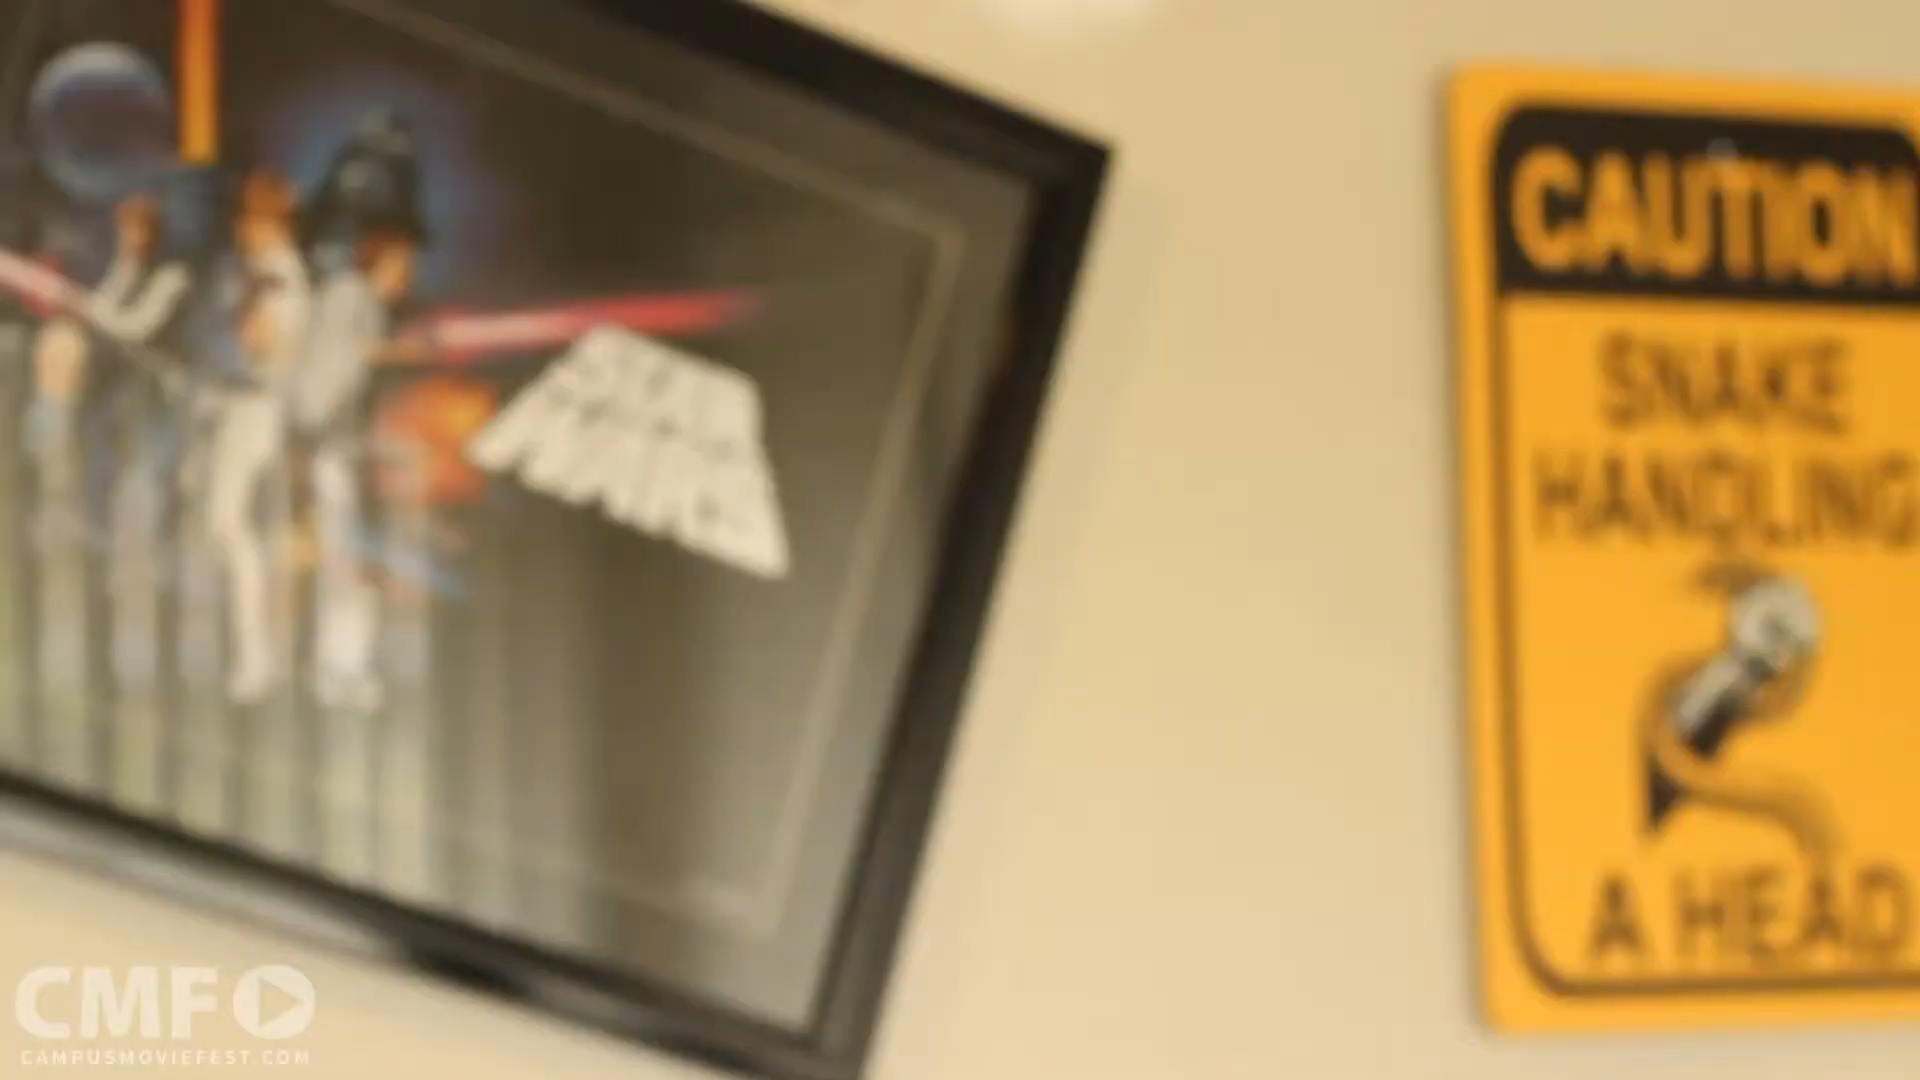 STAR
WARS
CAUTION
SNAKE
HANDLING
A HEAD
CMF
CAMPUSMOVIEFEST.COM